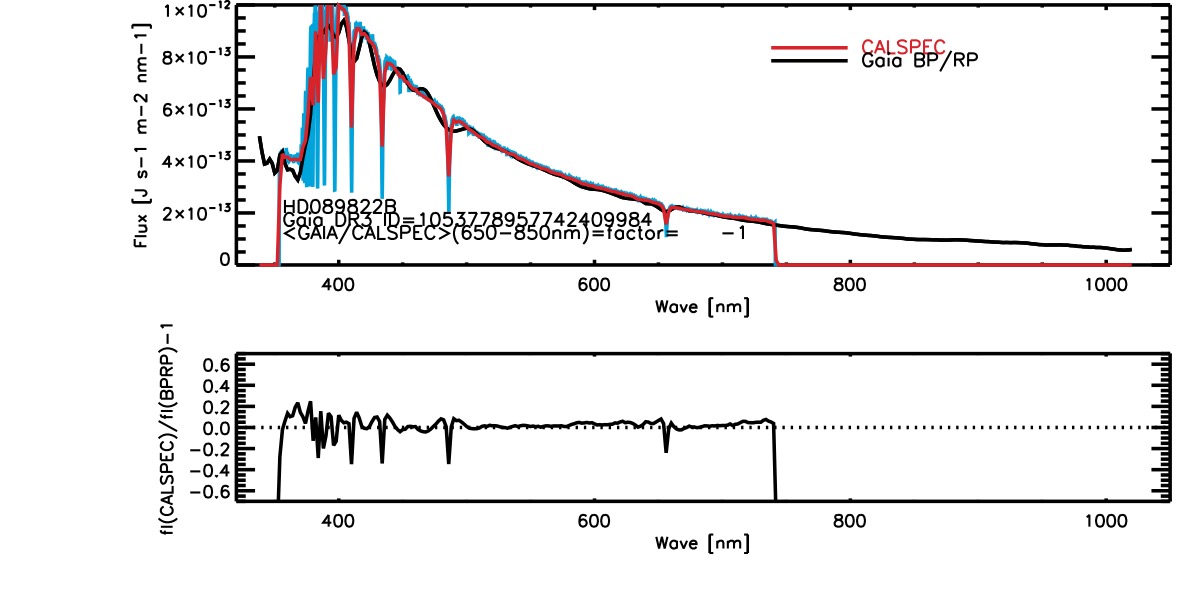 1×10−12
8×10−13
6×10−13
4×10−13
2×10−13
0
Flux [J s−1 m−2 nm−1]
CALSPEC
Gaia BP/RP
HD089822B
Gaia DR3 ID=1053778957742409984
<GAIA/CALSPEC>(650−850nm)=factor= −1
400 600 800 1000
Wave [nm]
0.6
0.4
0.2
0.0
−0.2
−0.4
−0.6
fl(CALSPEC)/fl(BPRP)−1
400 600 800 1000
Wave [nm]